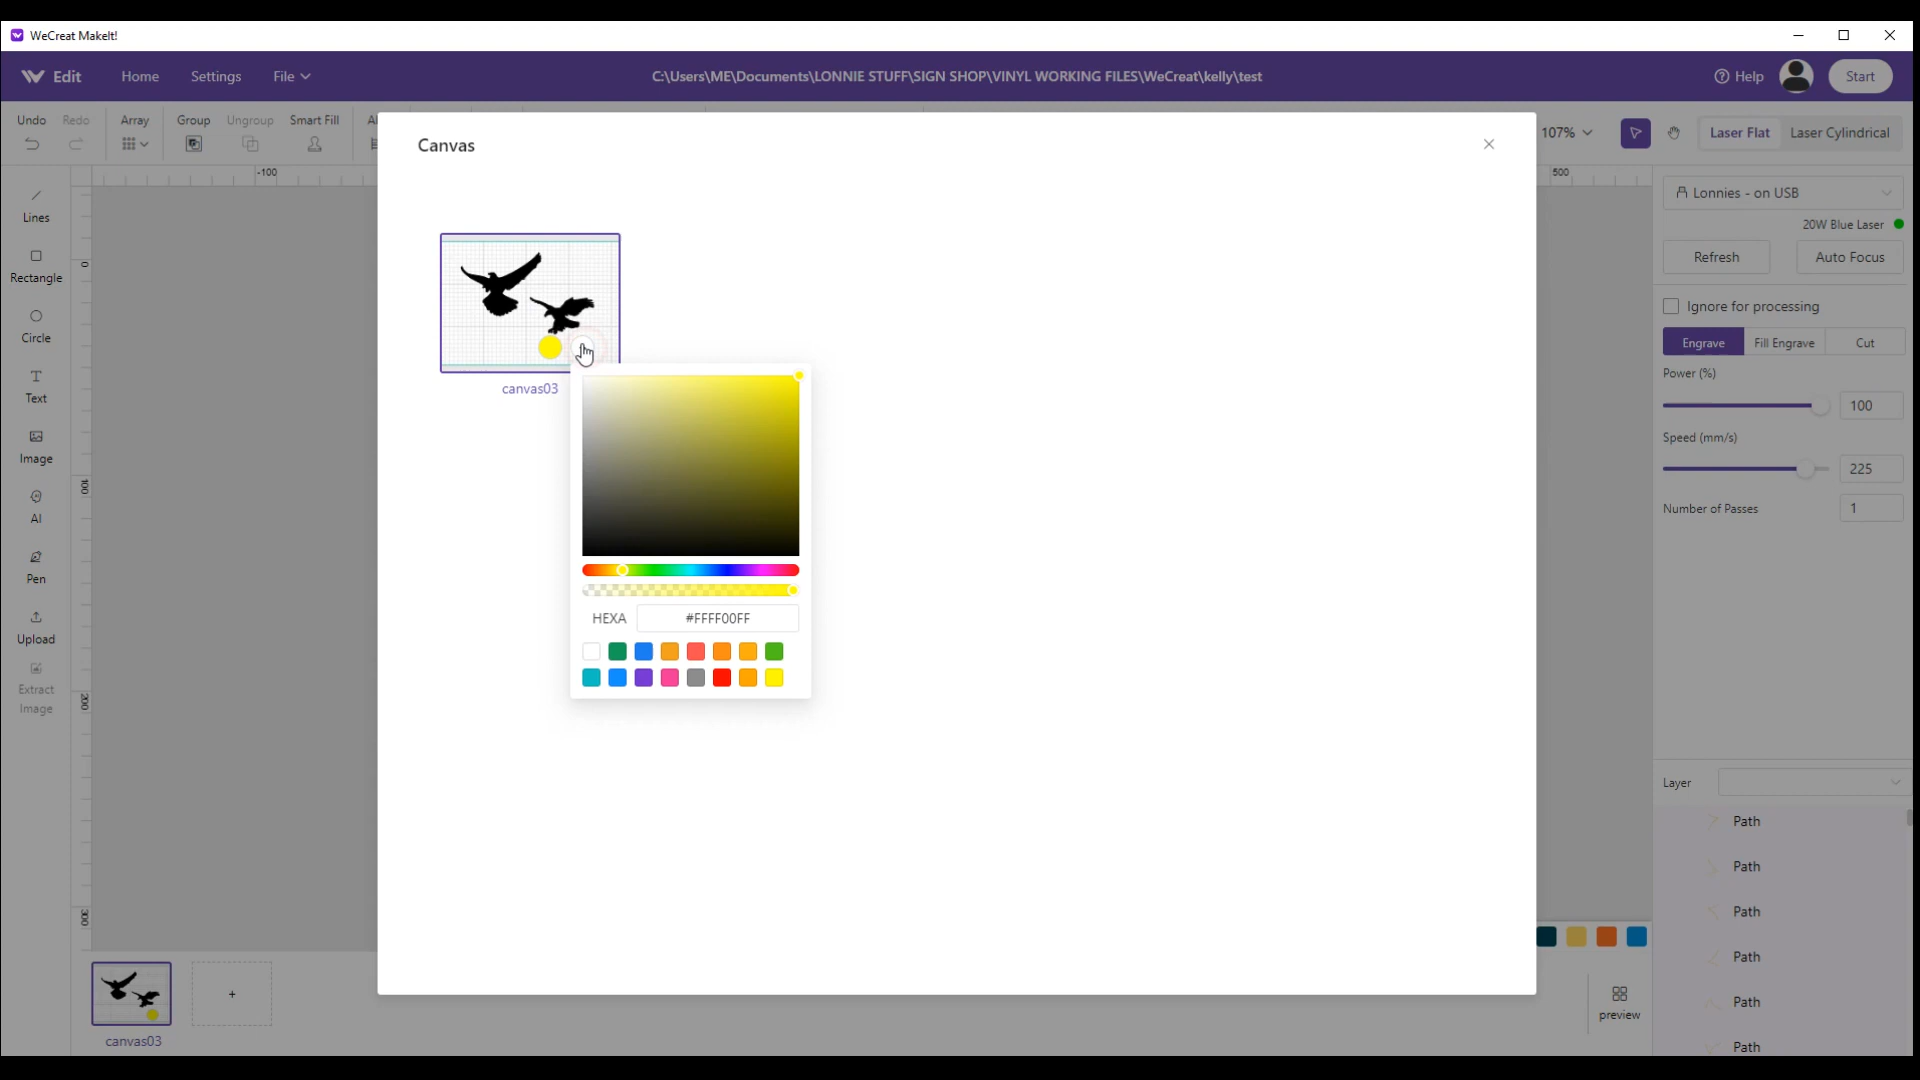 WeCreat MakeIt!
Edit
Home
Settings
File
C:\Users\ME\Documents\LONNIE STUFF\SIGN SHOP\VINYL WORKING FILES\WeCreat\kelly\test
Help
Start
Undo
Redo
Array
Group
Ungroup
Smart Fill
107%
Laser Flat
Laser Cylindrical
-100
500
0
100
200
300
Lines
Rectangle
Circle
Text
Image
AI
Pen
Upload
Extract
Image
Canvas
canvas03
HEXA
#FFFF00FF
Lonnies - on USB
20W Blue Laser
Refresh
Auto Focus
Ignore for processing
Engrave
Fill Engrave
Cut
Power (%)
100
Speed (mm/s)
225
Number of Passes
1
Layer
Path
Path
Path
Path
Path
Path
+
canvas03
preview